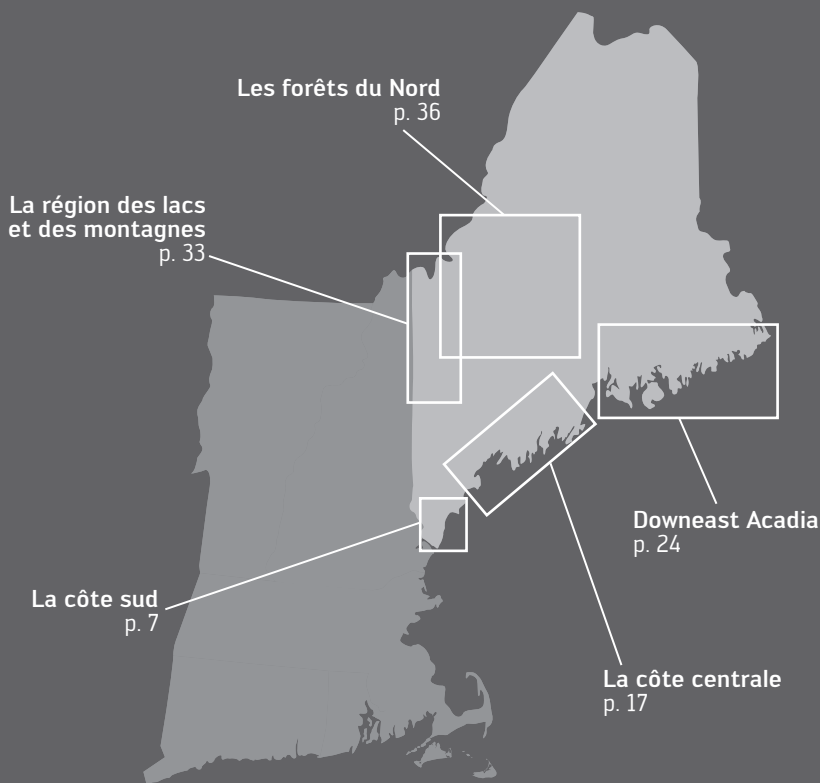 Les forêts du Nord
p. 36
La région des lacs
et des montagnes
p. 33
Downeast Acadia
p. 24
La côte sud
p. 7
La côte centrale
p. 17